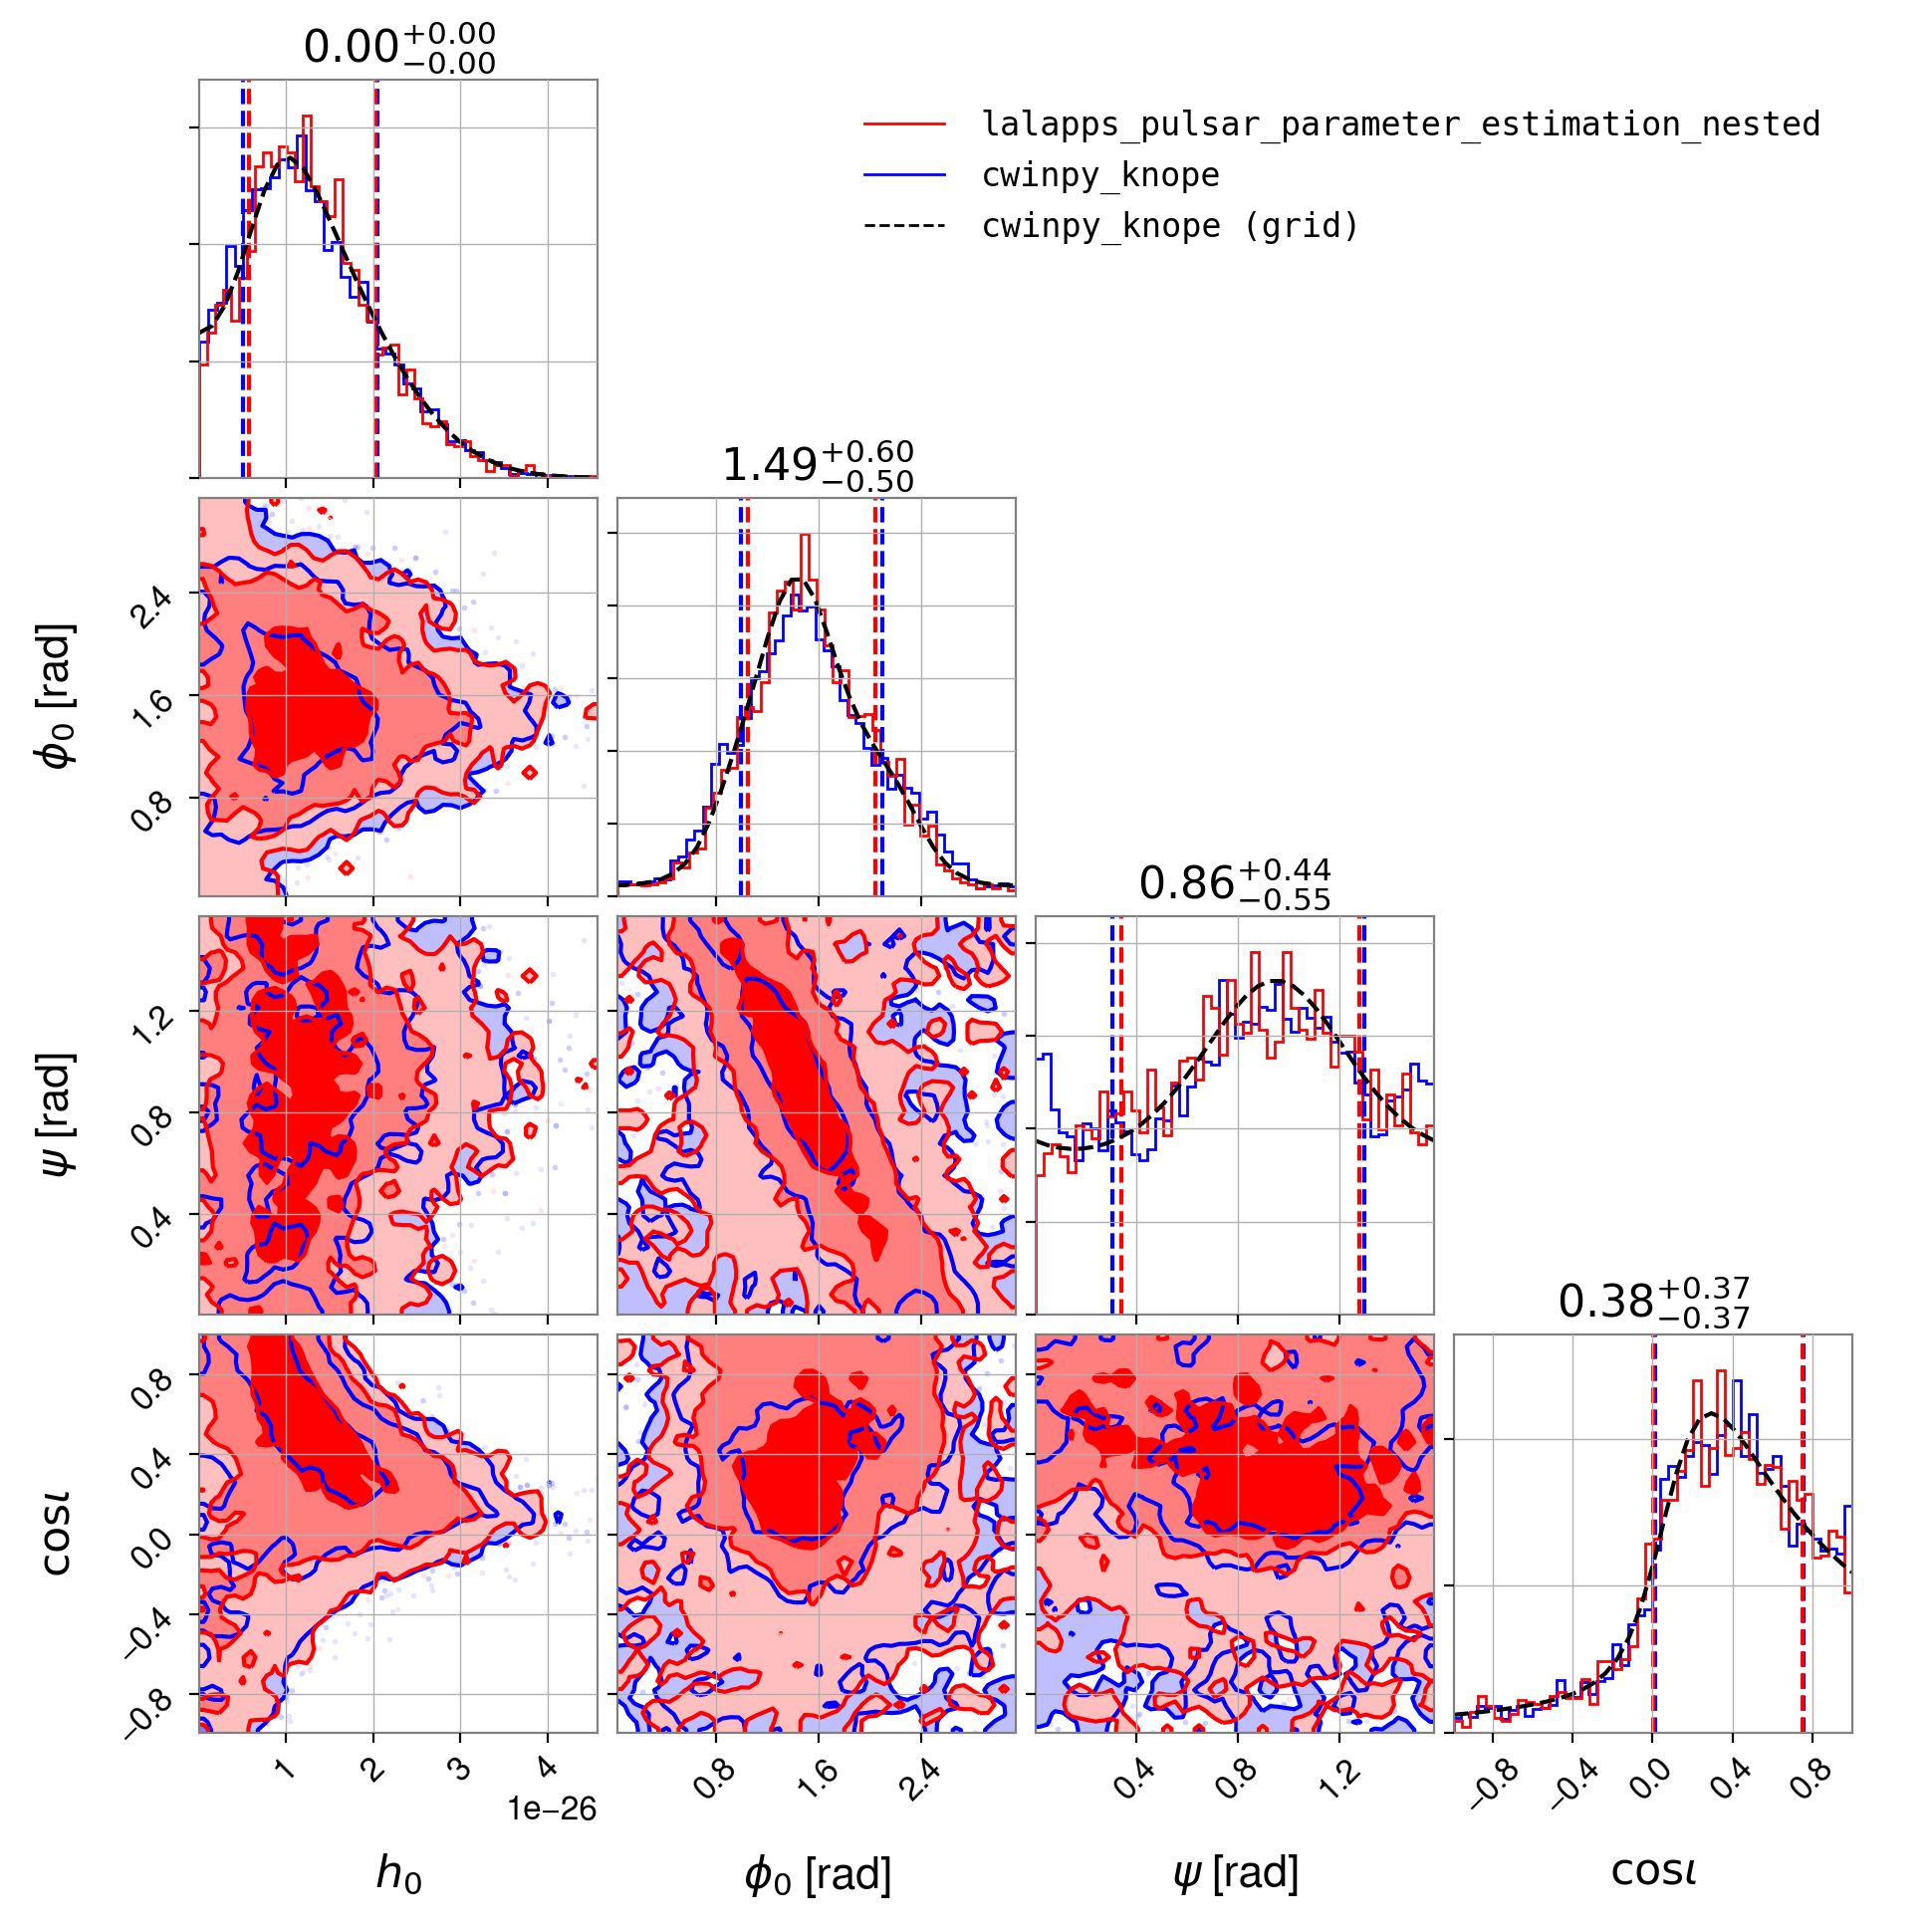 0.00+0.00−0.00
lalapps_pulsar_parameter_estimation_nested
cwinpy_knope
cwinpy_knope (grid)
1.49+0.60−0.50
ϕ0 [rad]
2.4
1.6
0.8
0.86+0.44−0.55
ψ [rad]
1.2
0.8
0.4
0.38+0.37−0.37
cosι
0.8
0.4
0.0
−0.4
−0.8
1 2 3 4 0.8 1.6 2.4 0.4 0.8 1.2 −0.8 −0.4 0.0 0.4 0.8
1e−26
h0 ϕ0 [rad] ψ [rad] cosι